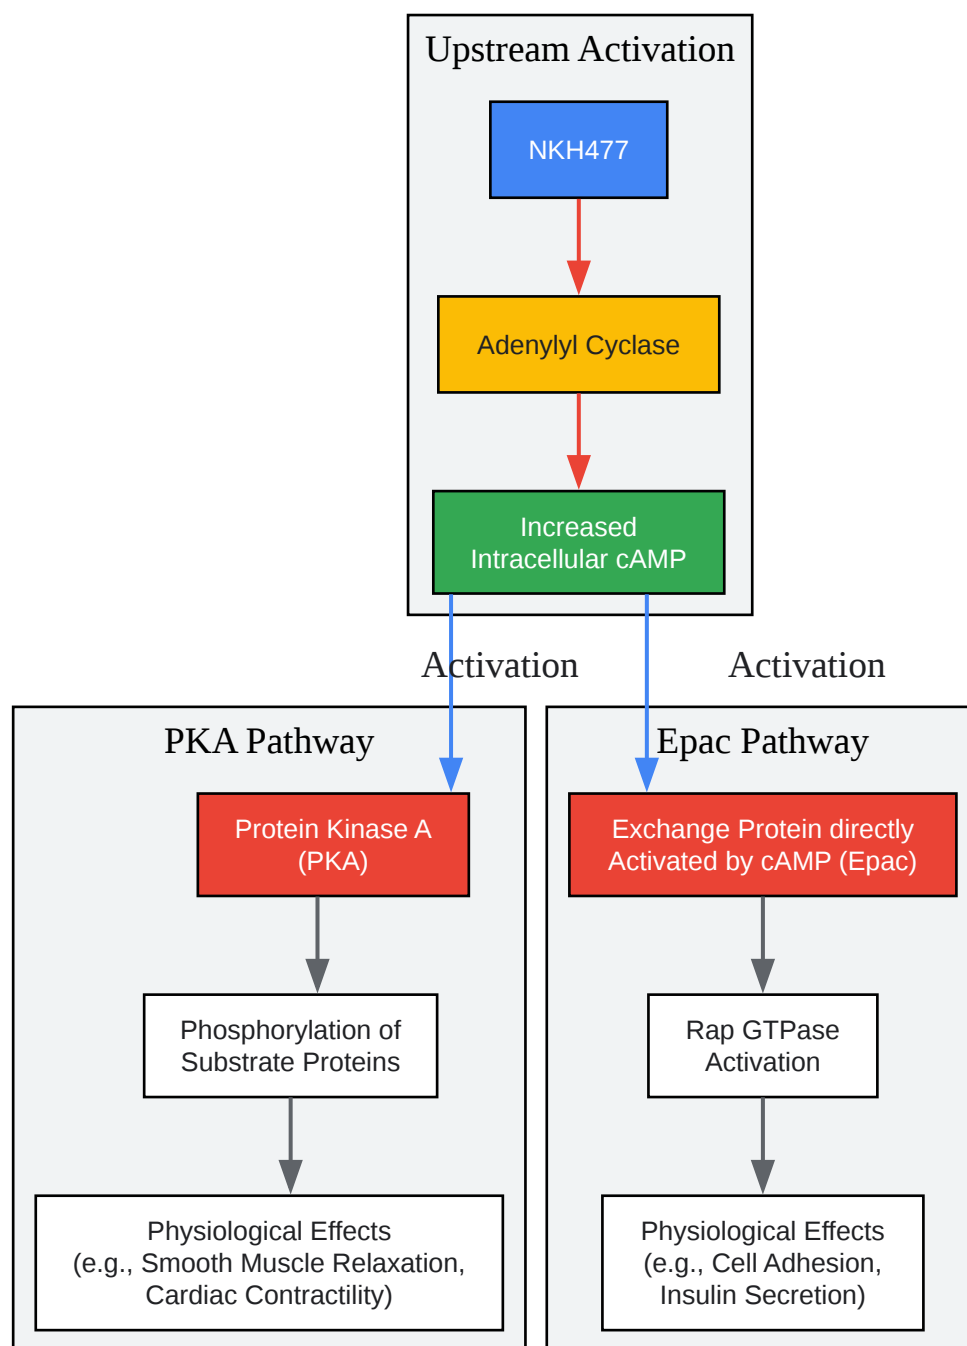 Upstream Activation
NKH477
Adenylyl Cyclase
Increased
Intracellular cAMP
Activation
Activation
PKA Pathway
Protein Kinase A
(PKA)
Phosphorylation of
Substrate Proteins
Physiological Effects
(e.g., Smooth Muscle Relaxation,
Cardiac Contractility)
Epac Pathway
Exchange Protein directly
Activated by cAMP (Epac)
Rap GTPase
Activation
Physiological Effects
(e.g., Cell Adhesion,
Insulin Secretion)